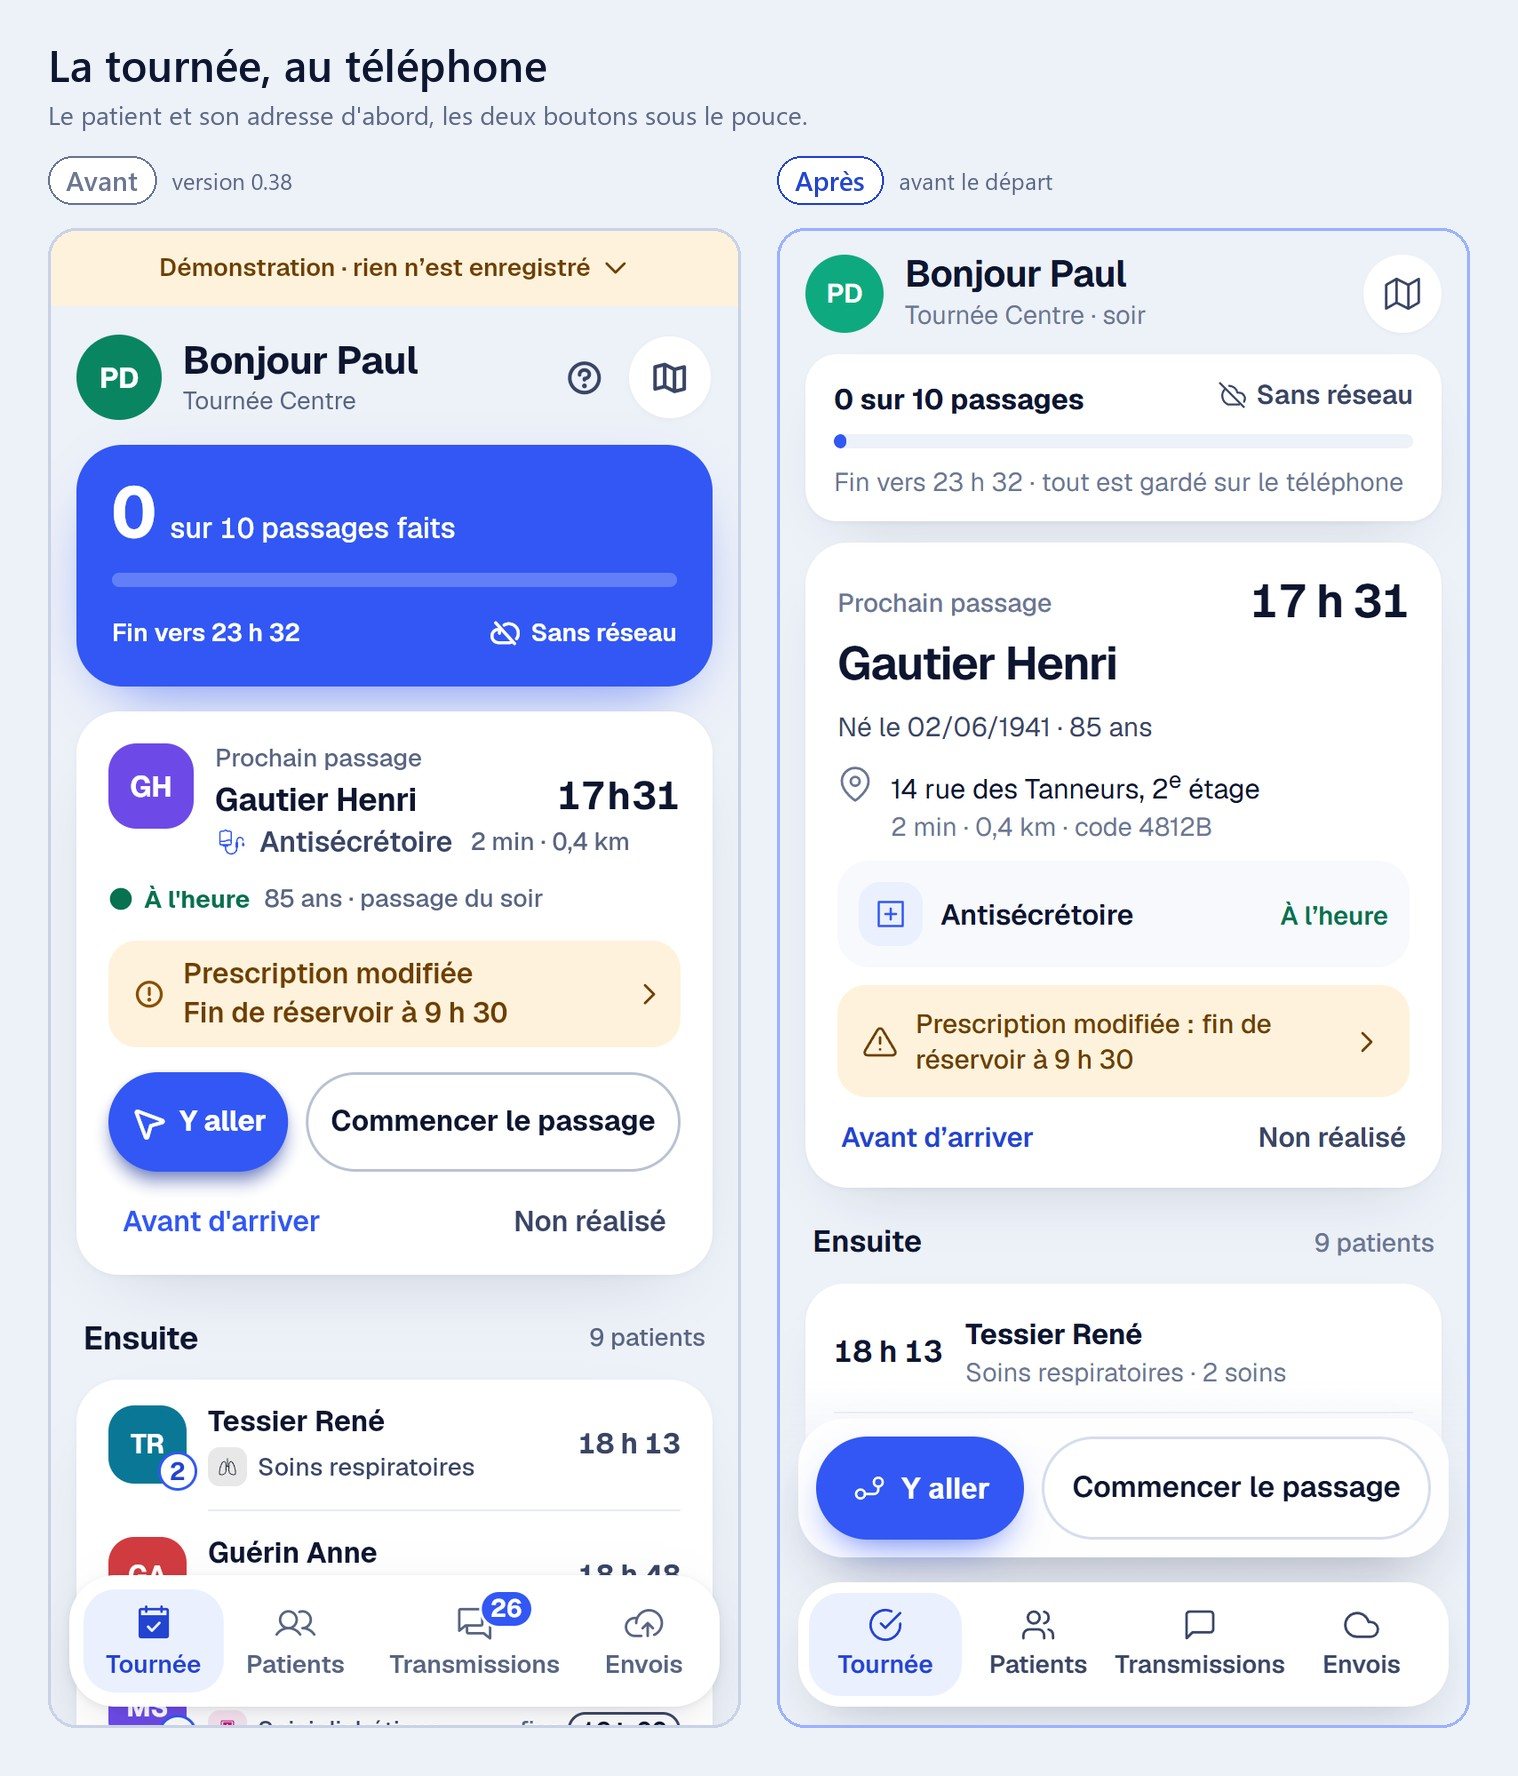 La tournée, au téléphone
Le patient et son adresse d'abord, les deux boutons sous le pouce.
Avant version 0.38
Démonstration · rien n’est enregistré
PD
Bonjour Paul
Tournée Centre
0 sur 10 passages faits
Fin vers 23 h 32
Sans réseau
GH
Prochain passage
Gautier Henri
17h31
Antisécrétoire 2 min · 0,4 km
À l'heure 85 ans · passage du soir
Prescription modifiée
Fin de réservoir à 9 h 30
Y aller
Commencer le passage
Avant d'arriver
Non réalisé
Ensuite
9 patients
TR
2
Tessier René
Soins respiratoires
18 h 13
GA
Guérin Anne
18 h 48
Tournée
Patients
26
Transmissions
Envois
MS
Après avant le départ
PD
Bonjour Paul
Tournée Centre · soir
0 sur 10 passages
Sans réseau
Fin vers 23 h 32 · tout est gardé sur le téléphone
Prochain passage
17 h 31
Gautier Henri
Né le 02/06/1941 · 85 ans
14 rue des Tanneurs, 2e étage
2 min · 0,4 km · code 4812B
Antisécrétoire
À l’heure
Prescription modifiée : fin de
réservoir à 9 h 30
Avant d’arriver
Non réalisé
Ensuite
9 patients
18 h 13
Tessier René
Soins respiratoires · 2 soins
Y aller
Commencer le passage
Tournée
Patients
Transmissions
Envois